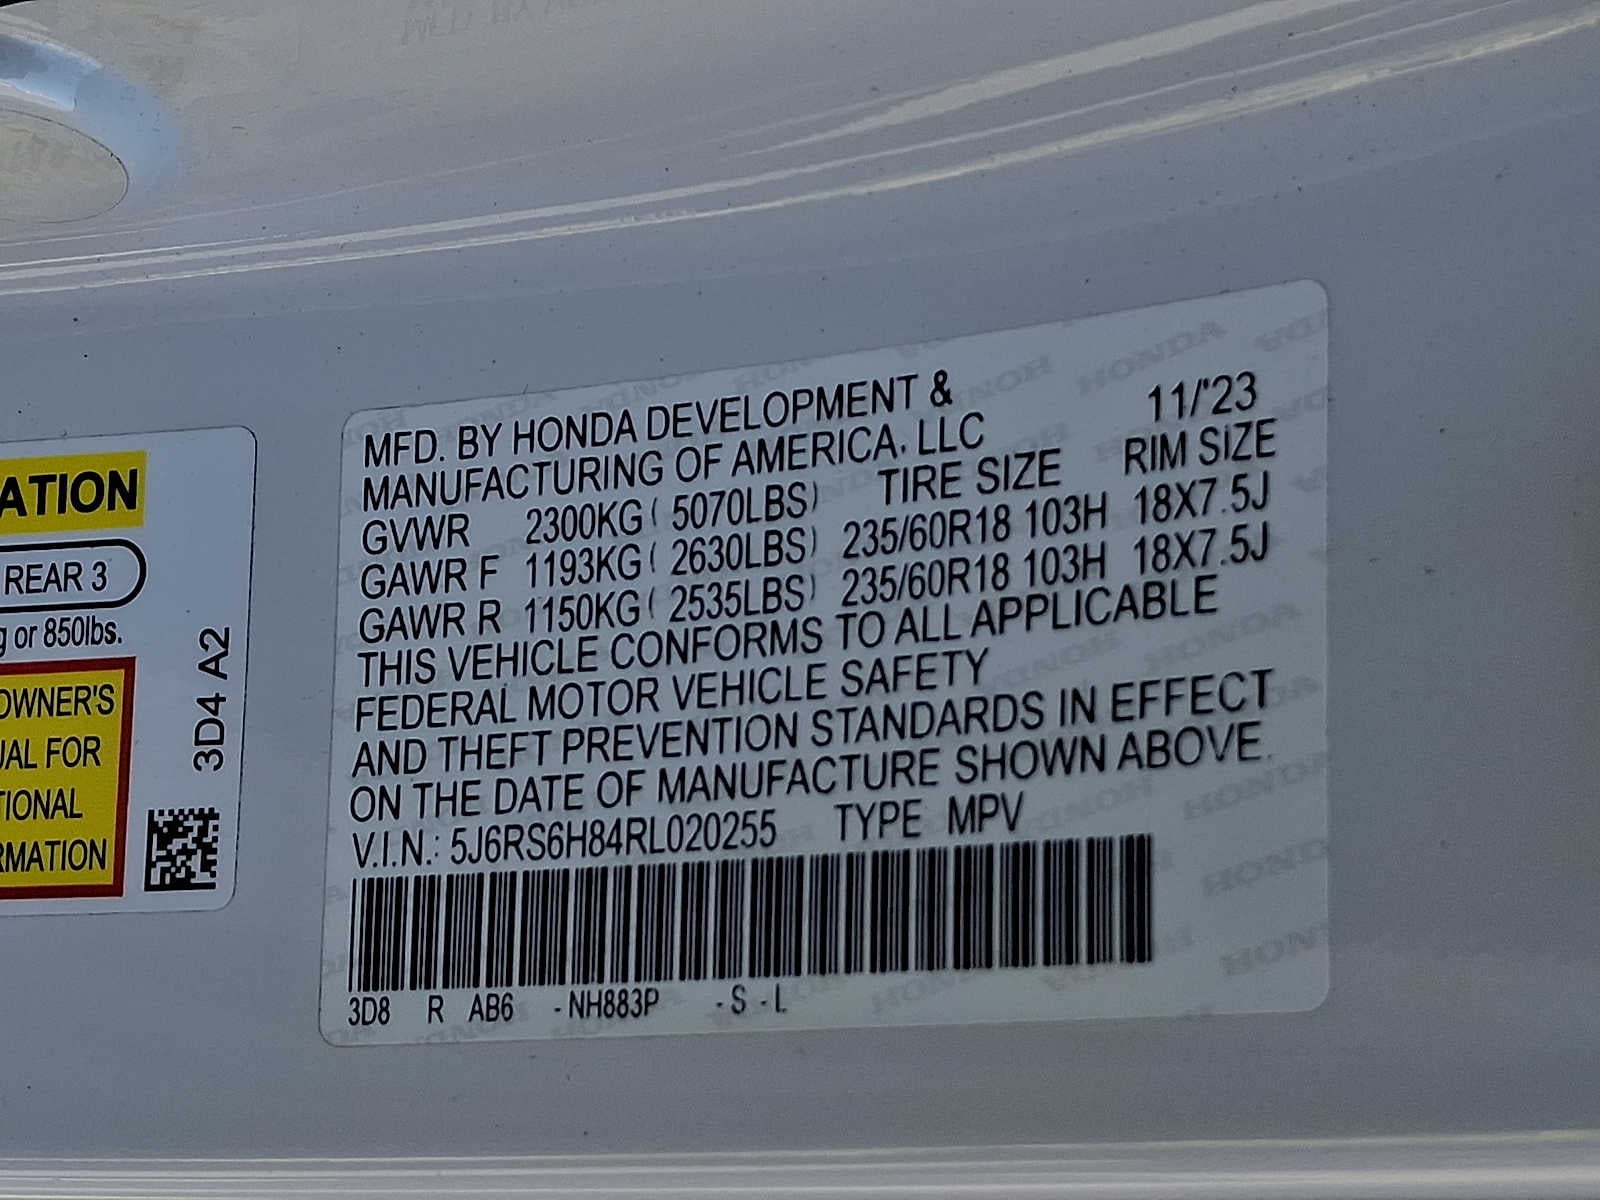 ATION
REAR 3
g or 850lbs.
OWNER'S
UAL FOR
TIONAL
RMATION
3D4 A2
MFD. BY HONDA DEVELOPMENT & 11/'23
MANUFACTURING OF AMERICA, LLC
GVWR 2300KG ( 5070LBS) TIRE SIZE RIM SIZE
GAWR F 1193KG ( 2630LBS) 235/60R18 103H 18X7.5J
GAWR R 1150KG ( 2535LBS) 235/60R18 103H 18X7.5J
THIS VEHICLE CONFORMS TO ALL APPLICABLE
FEDERAL MOTOR VEHICLE SAFETY
AND THEFT PREVENTION STANDARDS IN EFFECT
ON THE DATE OF MANUFACTURE SHOWN ABOVE.
V.I.N.: 5J6RS6H84RL020255 TYPE MPV
3D8 R AB6 -NH883P -S -L